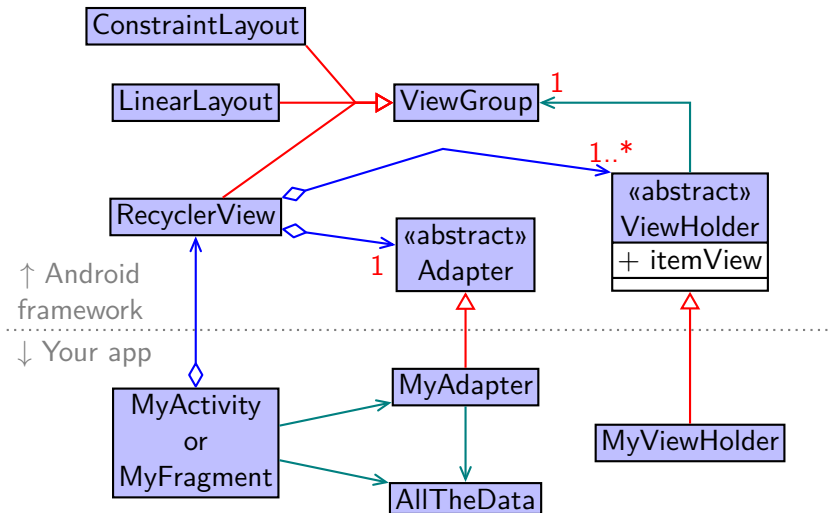 ConstraintLayout
LinearLayout
ViewGroup
1
1..*
«abstract»
ViewHolder
+ itemView
RecyclerView
«abstract»
Adapter
1
↑ Android
framework
↓ Your app
MyActivity
or
MyFragment
MyAdapter
MyViewHolder
AllTheData